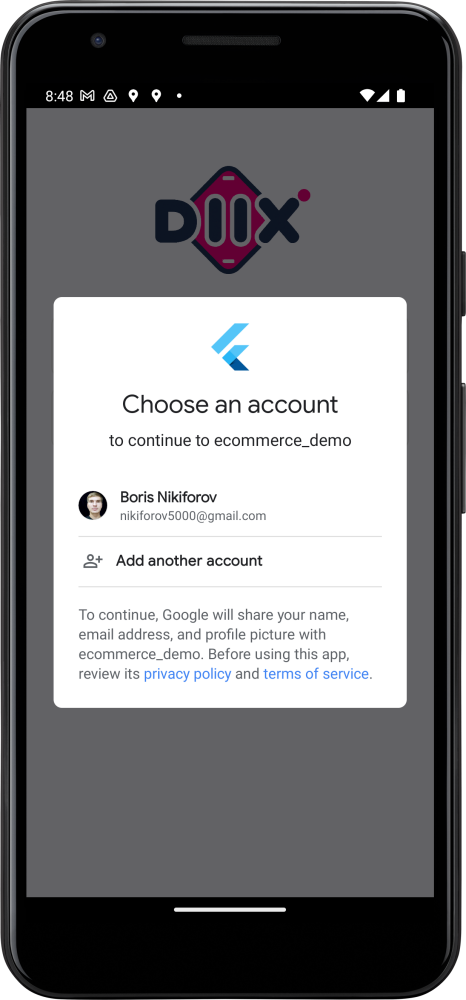 8:48
DIIX
Choose an account
to continue to ecommerce_demo
Boris Nikiforov
nikiforov5000@gmail.com
Add another account
To continue, Google will share your name,
email address, and profile picture with
ecommerce_demo. Before using this app,
review its privacy policy and terms of service.